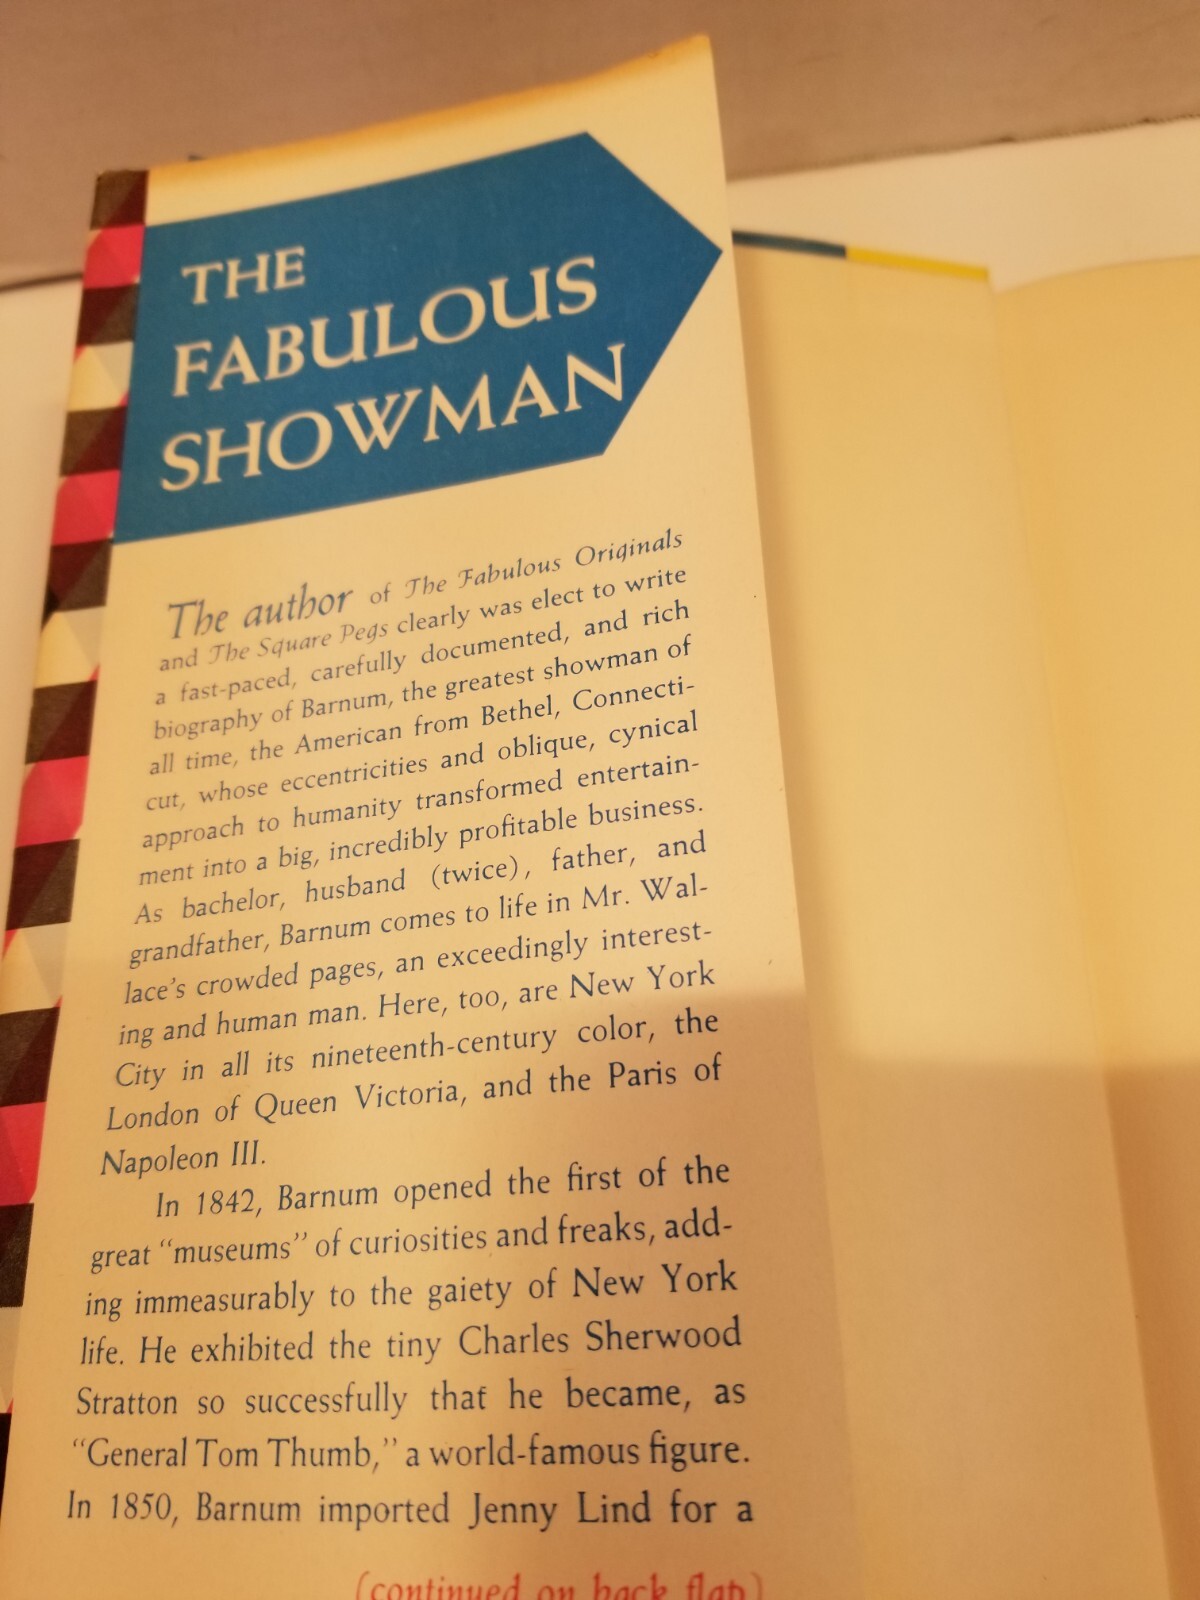 THE
FABULOUS
SHOWMAN
The author of The Fabulous Originals
and The Square Pegs clearly was elect to write
a fast-paced, carefully documented, and rich
biography of Barnum, the greatest showman of
all time, the American from Bethel, Connecti-
cut, whose eccentricities and oblique, cynical
approach to humanity transformed entertain-
ment into a big, incredibly profitable business.
As bachelor, husband (twice), father, and
grandfather, Barnum comes to life in Mr. Wal-
lace's crowded pages, an exceedingly interest-
ing and human man. Here, too, are New York
City in all its nineteenth-century color, the
London of Queen Victoria, and the Paris of
Napoleon III.
In 1842, Barnum opened the first of the
great "museums" of curiosities and freaks, add-
ing immeasurably to the gaiety of New York
life. He exhibited the tiny Charles Sherwood
Stratton so successfully that he became, as
"General Tom Thumb," a world-famous figure.
In 1850, Barnum imported Jenny Lind for a
(continued on back flap)